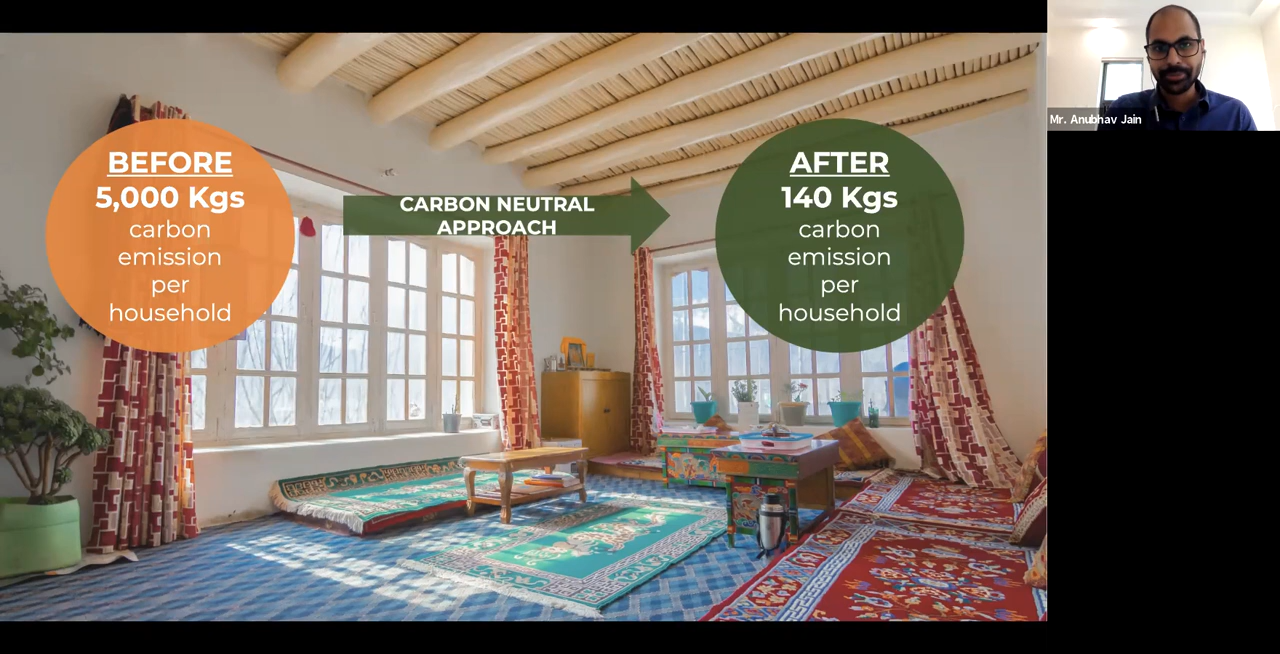 BEFORE
5,000 Kgs
carbon
emission
per
household
CARBON NEUTRAL
APPROACH
AFTER
140 Kgs
carbon
emission
per
household
Mr. Anubhav Jain